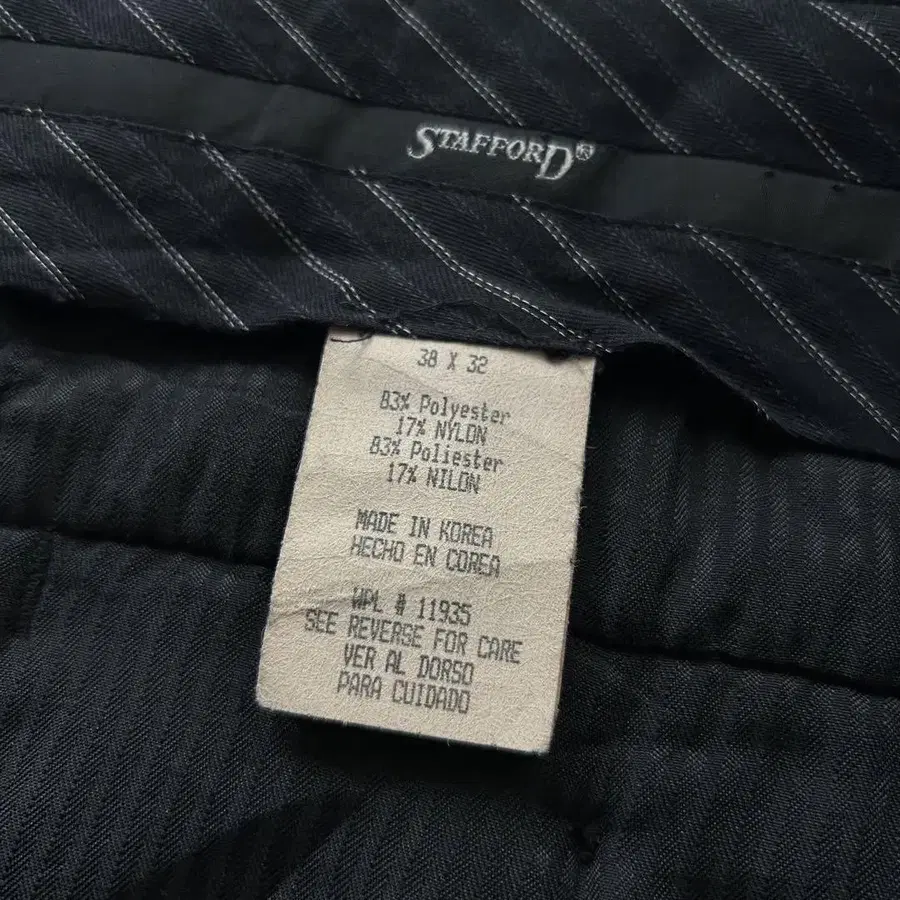 STAFFORD®
38 X 32
83% Polyester
17% NYLON
83% Poliester
17% NILON
MADE IN KOREA
HECHO EN COREA
WPL # 11935
SEE REVERSE FOR CARE
VER AL DORSO
PARA CUIDADO